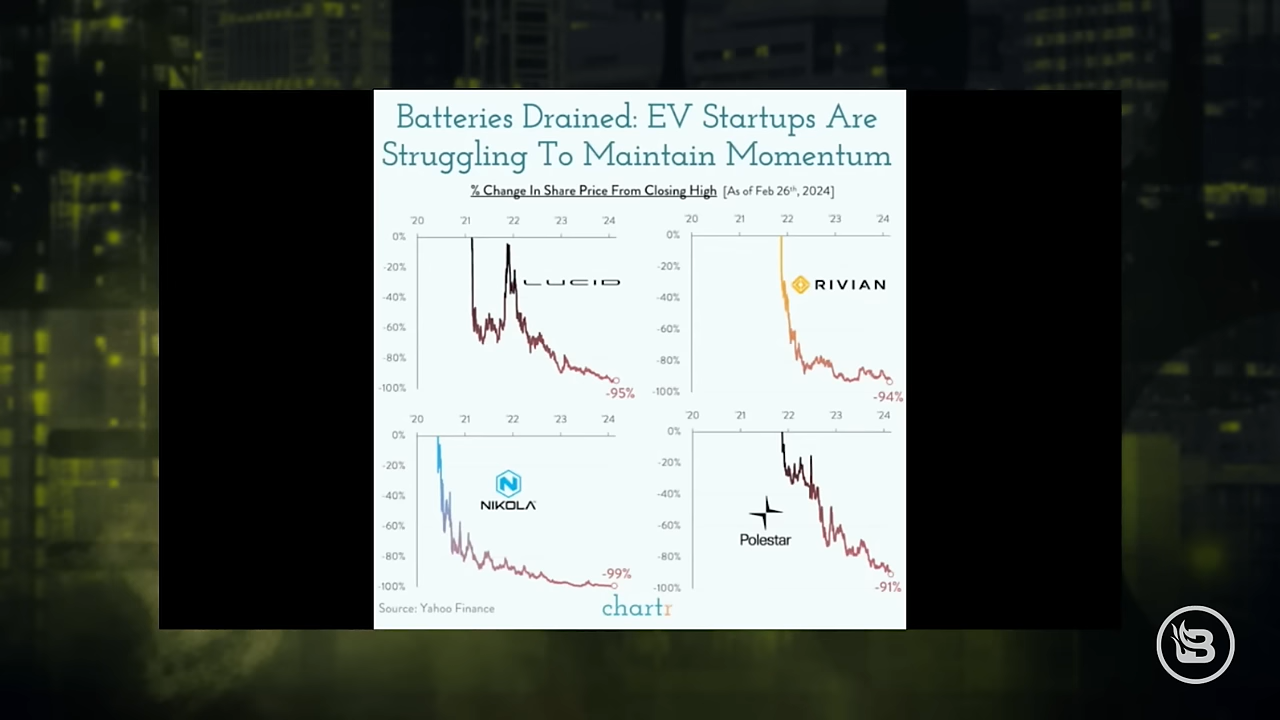 Batteries Drained: EV Startups Are
Struggling To Maintain Momentum
% Change In Share Price From Closing High [As of Feb 26th, 2024]
'20 '21 '22 '23 '24
0%
-20%
-40%
-60%
-80%
-100%
LUCID
-95%
'20 '21 '22 '23 '24
0%
-20%
-40%
-60%
-80%
-100%
RIVIAN
-94%
'20 '21 '22 '23 '24
0%
-20%
-40%
-60%
-80%
-100%
N
NIKOLA
-99%
'20 '21 '22 '23 '24
0%
-20%
-40%
-60%
-80%
-100%
Polestar
-91%
Source: Yahoo Finance
chartr
B